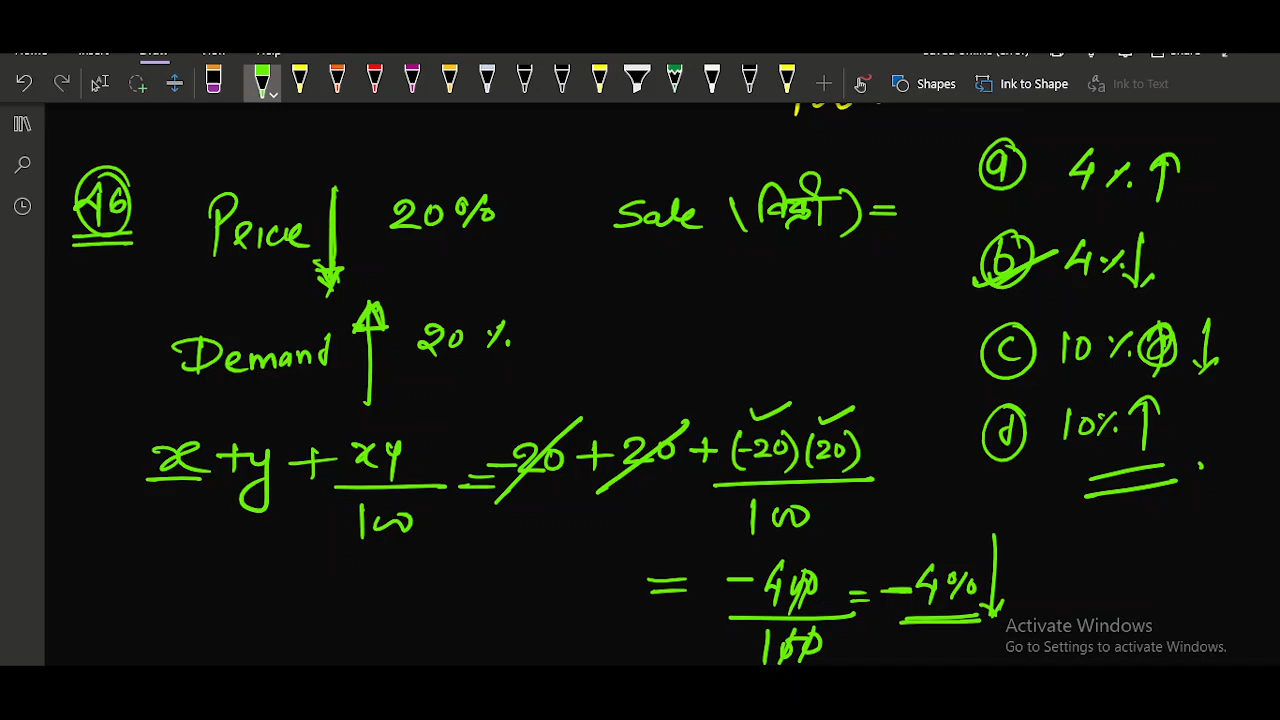 Shapes Ink to Shape Ink to Text
46 Price ↓ 20% Sale (बिक्री) =
Demand ↑ 20%
x + y + xy/100 = -20 + 20 + (-20)(20)/100
= -400/100 = -4% ↓
a 4% ↑
b 4% ↓
c 10% ↓
d 10% ↑
Activate Windows
Go to Settings to activate Windows.